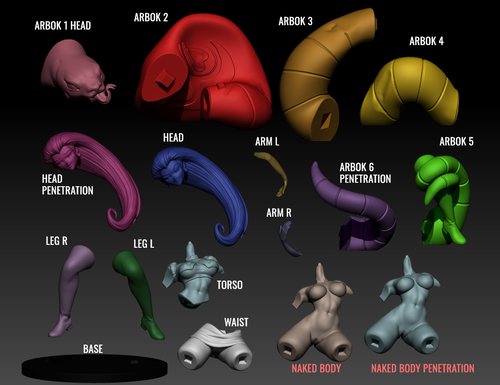 ARBOK 1 HEAD
ARBOK 2
ARBOK 3
ARBOK 4
HEAD
PENETRATION
HEAD
ARM L
ARM R
ARBOK 6
PENETRATION
ARBOK 5
LEG R
LEG L
TORSO
WAIST
BASE
NAKED BODY
NAKED BODY PENETRATION